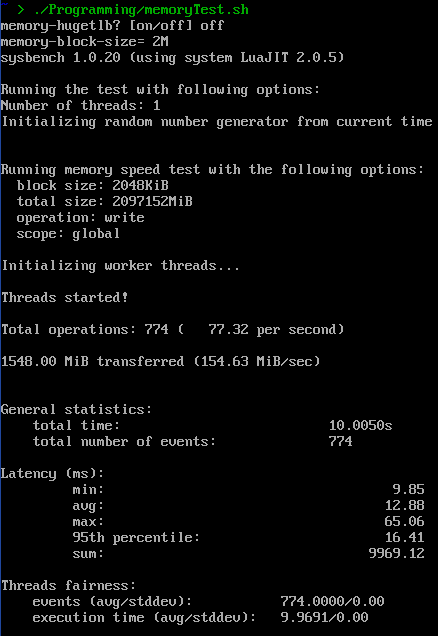 ~ > ./Programming/memoryTest.sh
memory-hugetlb? [on/off] off
memory-block-size= 2M
sysbench 1.0.20 (using system LuaJIT 2.0.5)
Running the test with following options:
Number of threads: 1
Initializing random number generator from current time
Running memory speed test with the following options:
block size: 2048KiB
total size: 2097152MiB
operation: write
scope: global
Initializing worker threads...
Threads started!
Total operations: 774 (   77.32 per second)
1548.00 MiB transferred (154.63 MiB/sec)
General statistics:
total time: 10.0050s
total number of events: 774
Latency (ms):
min: 9.85
avg: 12.88
max: 65.06
95th percentile: 16.41
sum: 9969.12
Threads fairness:
events (avg/stddev): 774.0000/0.00
execution time (avg/stddev): 9.9691/0.00